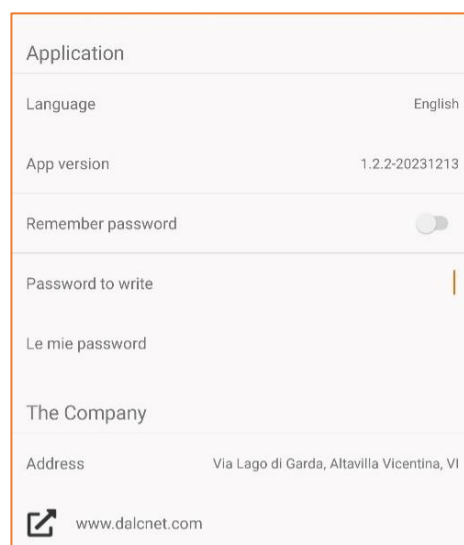 Application
Language English
App version 1.2.2-20231213
Remember password
Password to write
Le mie password
The Company
Address Via Lago di Garda, Altavilla Vicentina, VI
www.dalcnet.com